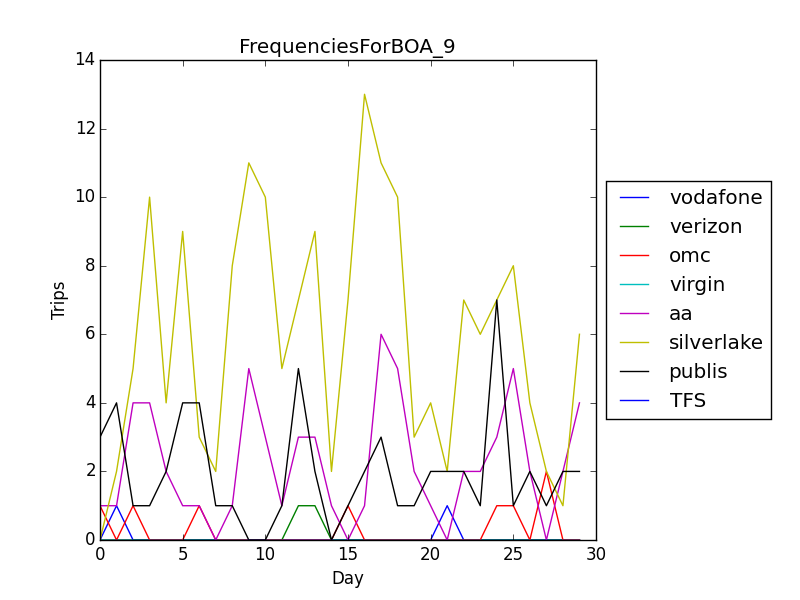 FrequenciesForBOA_9
14
12
10
8
6
4
2
0
Trips
0 5 10 15 20 25 30
Day
vodafone
verizon
omc
virgin
aa
silverlake
publis
TFS